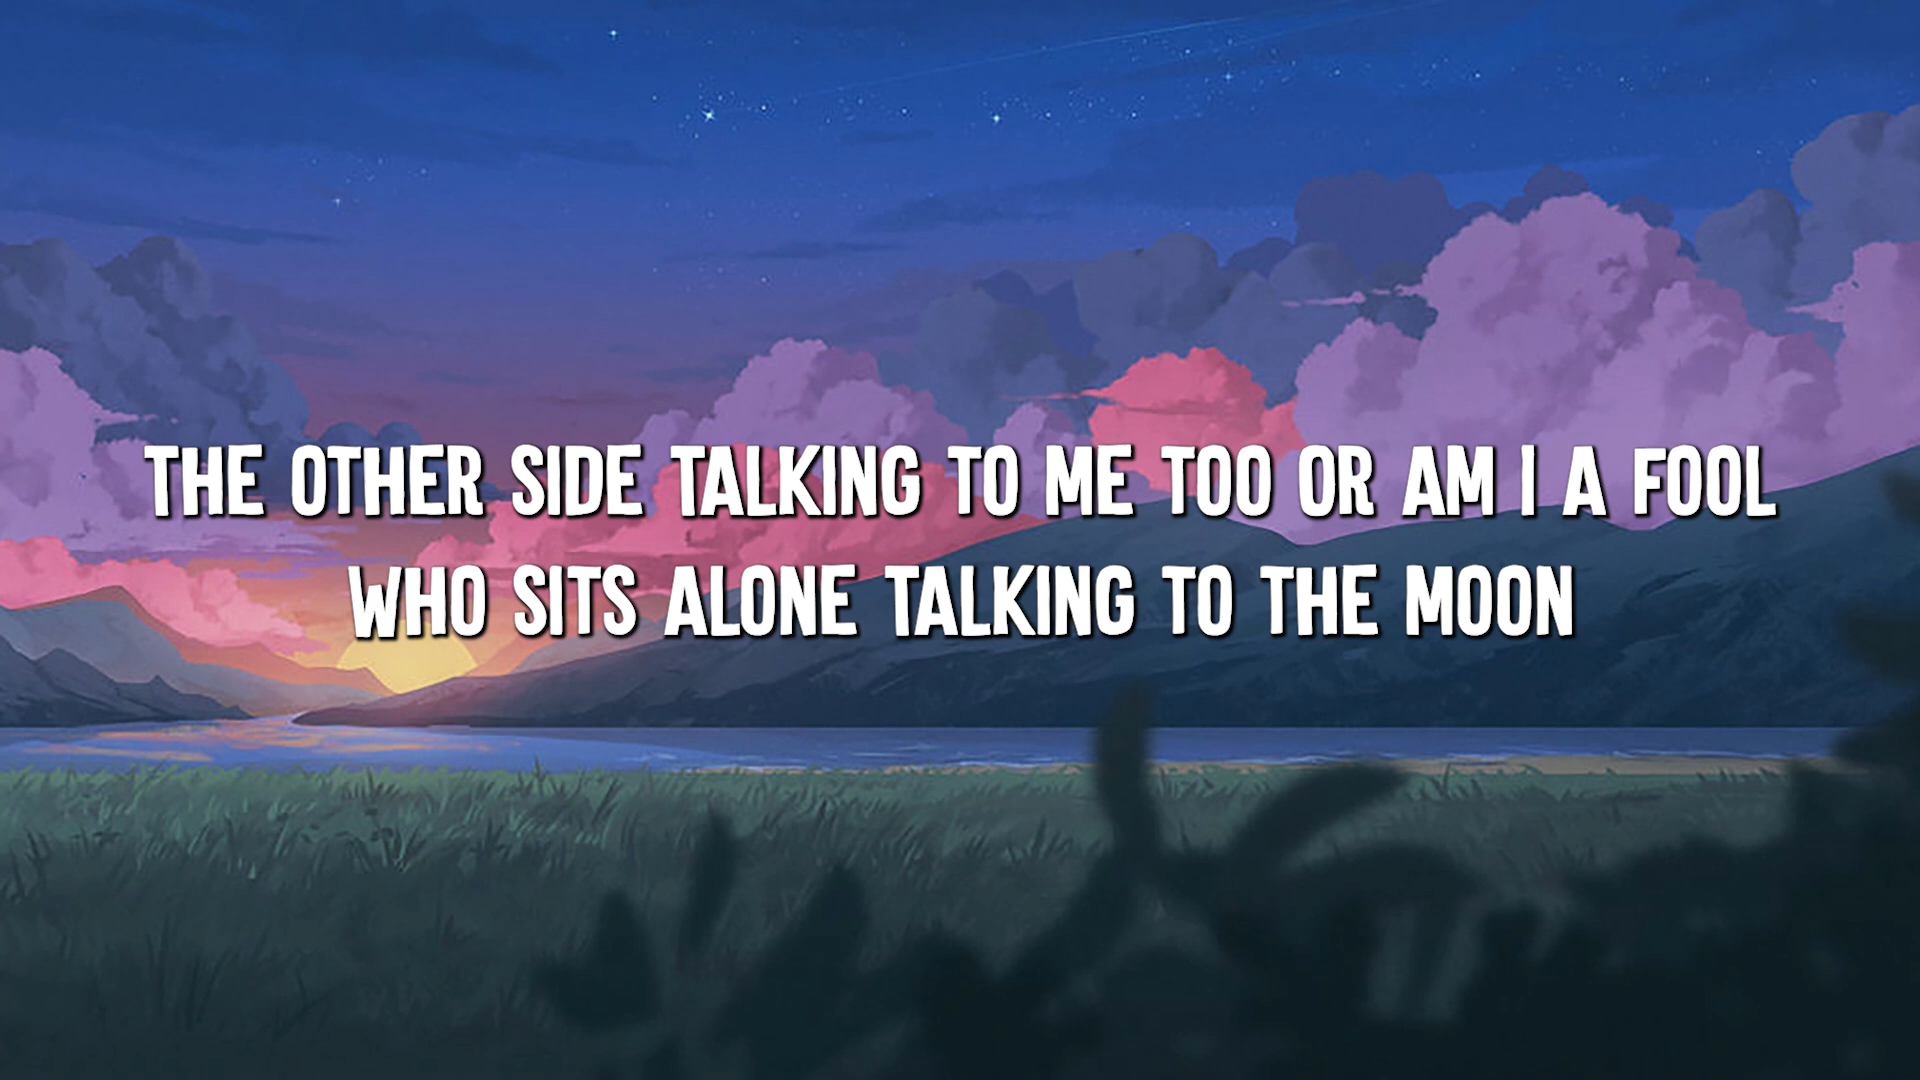 THE OTHER SIDE TALKING TO ME TOO OR AM I A FOOL
WHO SITS ALONE TALKING TO THE MOON